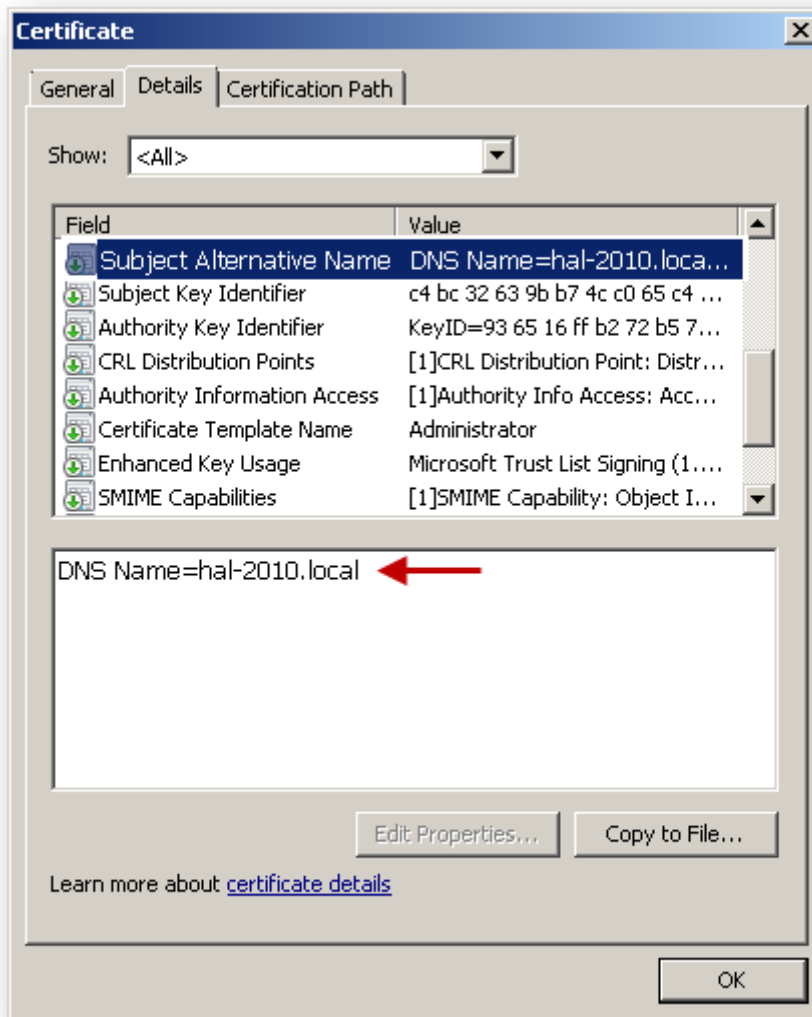 Certificate
General Details Certification Path
Show: <All>
Field Value
Subject Alternative Name DNS Name=hal-2010.loca...
Subject Key Identifier c4 bc 32 63 9b b7 4c c0 65 c4 ...
Authority Key Identifier KeyID=93 65 16 ff b2 72 b5 7...
CRL Distribution Points [1]CRL Distribution Point: Distr...
Authority Information Access [1]Authority Info Access: Acc...
Certificate Template Name Administrator
Enhanced Key Usage Microsoft Trust List Signing (1....
SMIME Capabilities [1]SMIME Capability: Object I...
DNS Name=hal-2010.local
Edit Properties... Copy to File...
Learn more about certificate details
OK